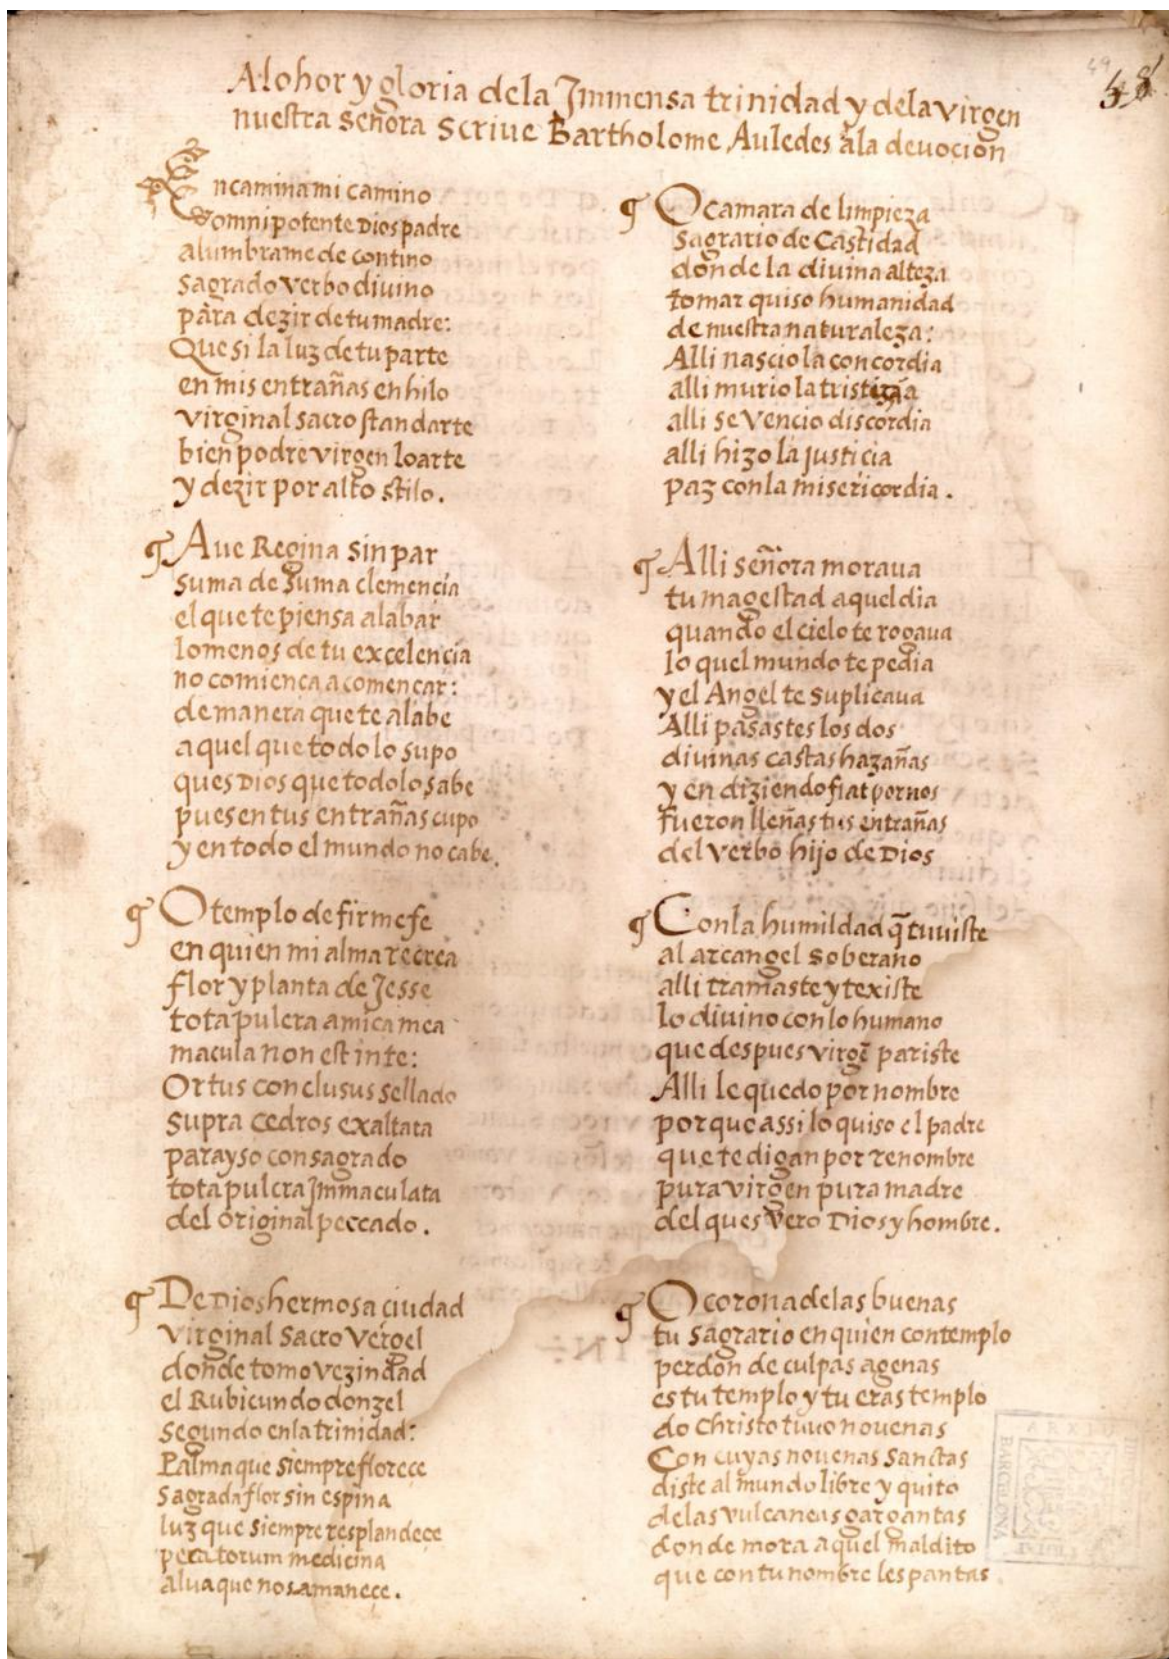 Alohor y gloria dela Jmmensa trinidad y dela virgen
nuestra señora scrive Bartholome Auledes ala devocion
48
49
Encamina mi camino
omnipotente Dios padre
alumbrame de contino
sagrado verbo diuino
para dezir de tu madre:
Que si la luz de tu parte
en mis entrañas enhilo
virginal sacro standarte
bien podre virgen loarte
y dezir por alto stilo.
Aue Regina sin par
suma de suma clemencia
el que te piensa alabar
lo menos de tu excelencia
no comienca a comencar:
de manera que te alabe
aquel que todo lo supo
ques Dios que todo lo sabe
pues en tus entrañas cupo
y en todo el mundo no cabe.
O templo de firme fe
en quien mi alma recrea
flor y planta de Jesse
tota pulcra amica mea
macula non est in te:
Ortus conclusus sellado
supra cedros exaltata
parayso consagrado
tota pulcra Jmmaculata
del original peccado.
De Dios hermosa ciudad
virginal sacro vergel
donde tomo vezindad
el Rubicundo donzel
segundo enla trinidad:
Palma que siempre florece
sagrada flor sin espina
luz que siempre resplandece
pecatorum medicina
alua que nos amanece.
O camara de limpieza
sagrario de Castidad
donde la divina alteza
tomar quiso humanidad
de nuestra naturaleza:
Alli nascio la concordia
alli murio la
alli se vencio discordia
alli hizo la justicia
paz conla misericordia.
Alli señora moraua
tu magestad aquel dia
quando el cielo te rogaua
lo quel mundo te pedia
y el Angel te suplicaua
Alli pasastes los dos
diuinas castas hazañas
y en diziendo fiat por nos
fueron lleñas tus entrañas
del verbo hijo de Dios
Conla humildad q̃ tuuiste
al arcangel soberano
alli tramaste y texiste
lo diuino con lo humano
que despues virgẽ pariste
Alli le quedo por nombre
porque assi lo quiso el padre
que te digan por renombre
pura virgen pura madre
del ques vero Dios y hombre.
O corona delas buenas
tu sagrario en quien contemplo
perdon de culpas agenas
es tu templo y tu eras templo
do Christo tuuo nouenas
Con cuyas nouenas sanctas
diste al mundo libre y quito
delas vulcaneas gargantas
donde mora aquel maldito
que con tu nombre lespantas
ARXIU
BARCELONA